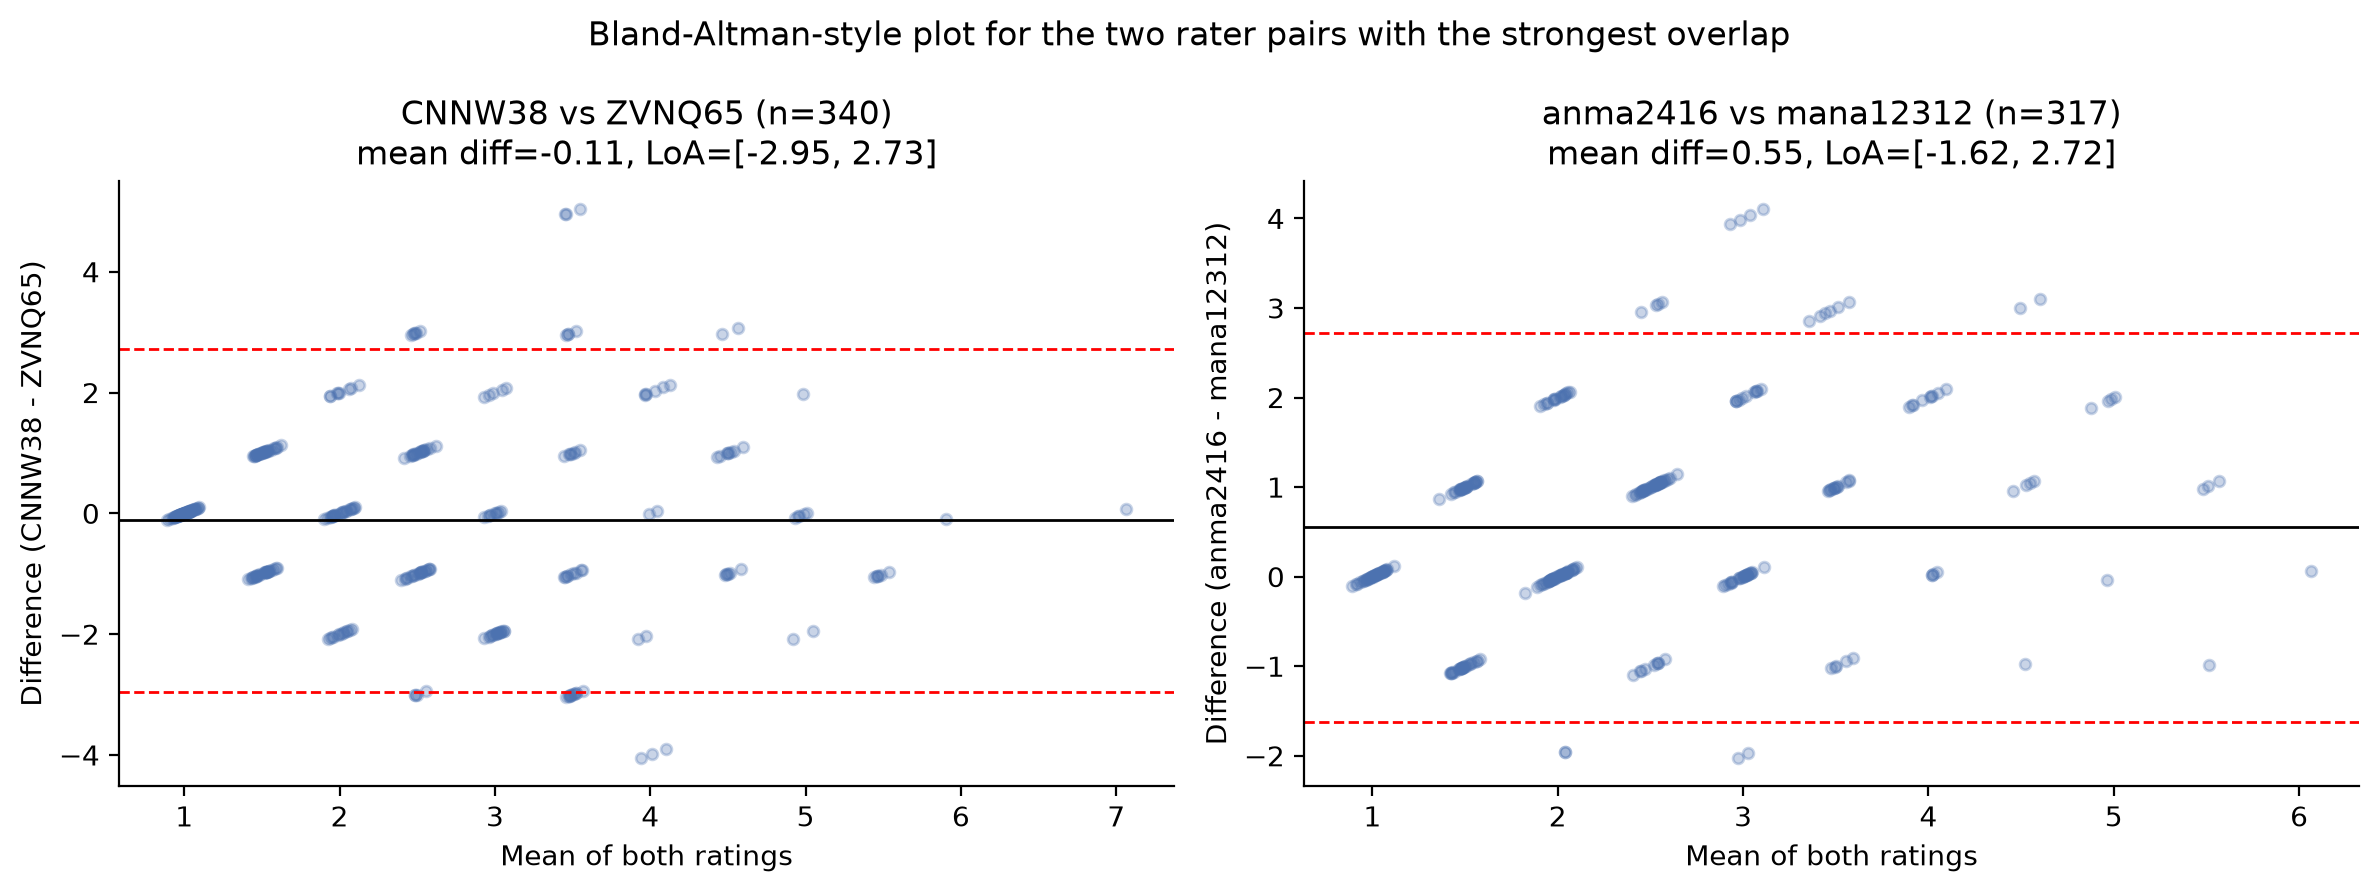 Bland-Altman-style plot for the two rater pairs with the strongest overlap
CNNW38 vs ZVNQ65 (n=340)
mean diff=-0.11, LoA=[-2.95, 2.73]
Difference (CNNW38 - ZVNQ65)
4
2
0
−2
−4
1 2 3 4 5 6 7
Mean of both ratings
anma2416 vs mana12312 (n=317)
mean diff=0.55, LoA=[-1.62, 2.72]
Difference (anma2416 - mana12312)
4
3
2
1
0
−1
−2
1 2 3 4 5 6
Mean of both ratings